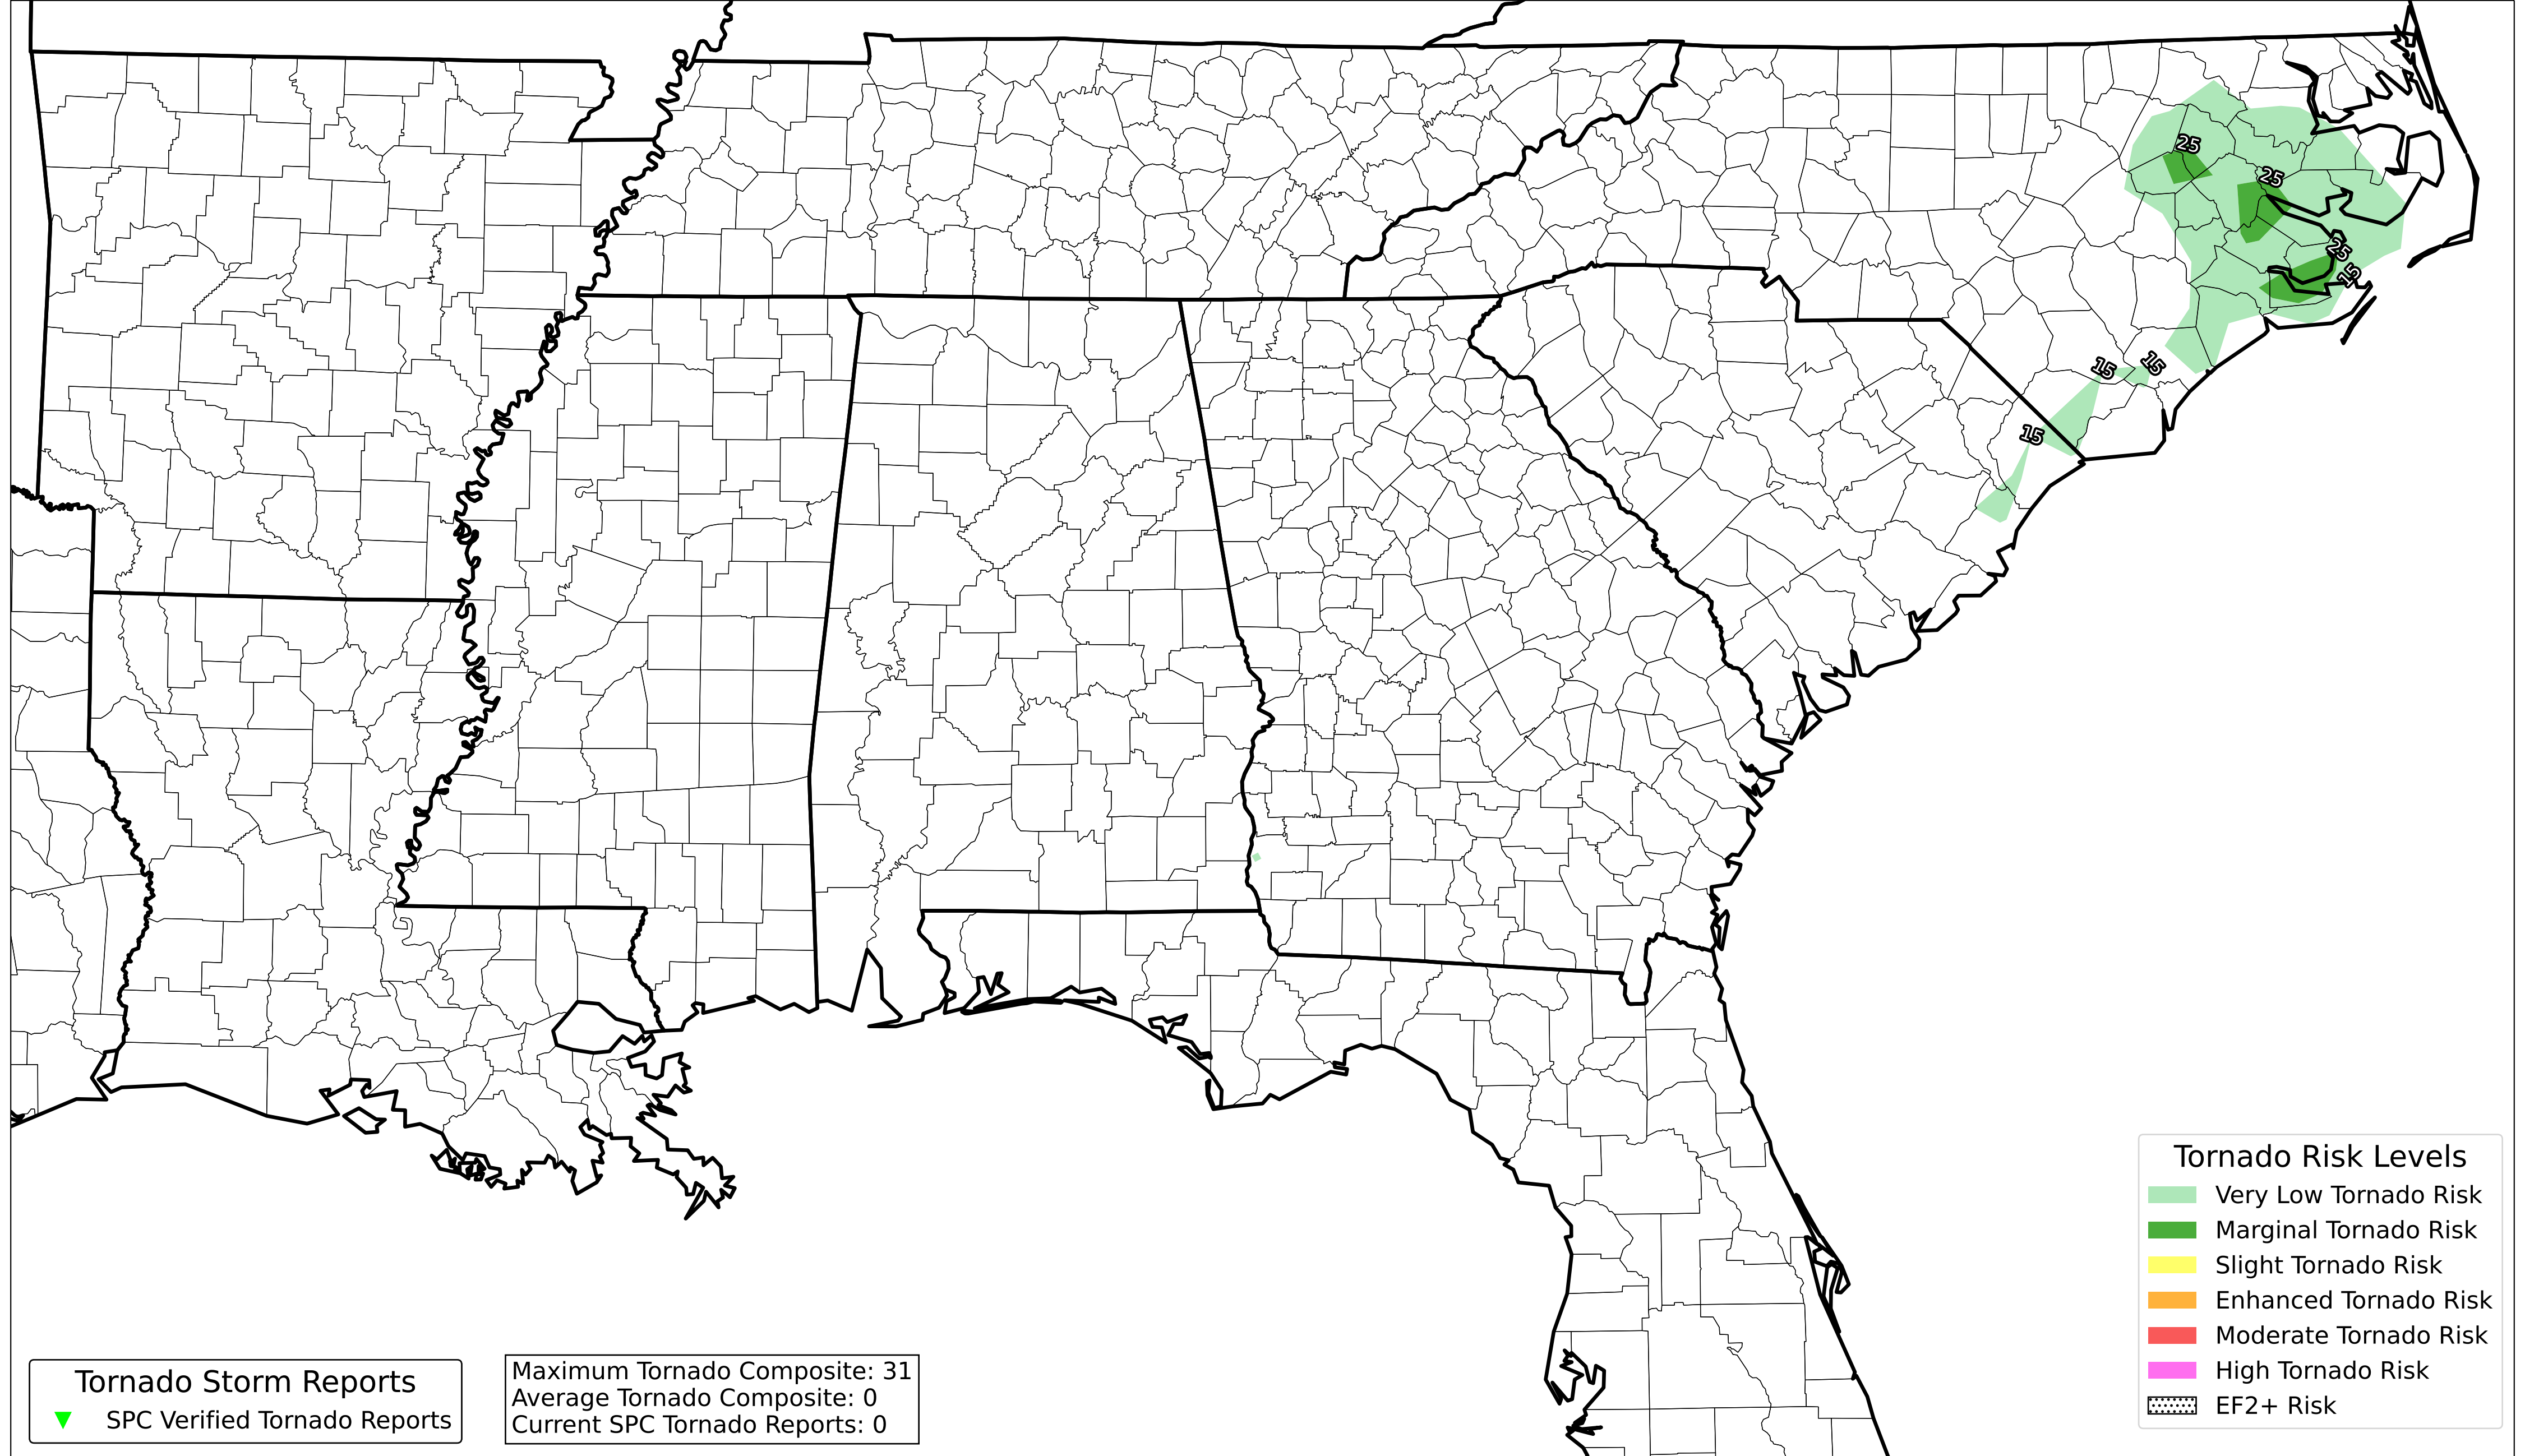 25
25
25
15
15
15
15
Tornado Risk Levels
Very Low Tornado Risk
Marginal Tornado Risk
Slight Tornado Risk
Enhanced Tornado Risk
Moderate Tornado Risk
High Tornado Risk
EF2+ Risk
Tornado Storm Reports
SPC Verified Tornado Reports
Maximum Tornado Composite: 31
Average Tornado Composite: 0
Current SPC Tornado Reports: 0